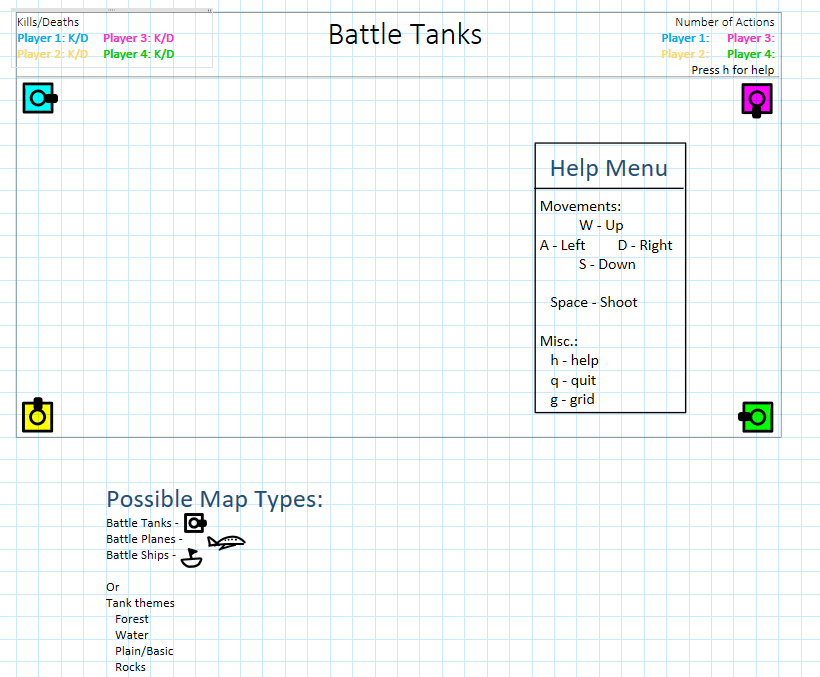 Kills/Deaths
Player 1: K/D Player 3: K/D
Player 2: K/D Player 4: K/D
Battle Tanks
Number of Actions
Player 1: Player 3:
Player 2: Player 4:
Press h for help
Help Menu
Movements:
W - Up
A - Left D - Right
S - Down
Space - Shoot
Misc.:
h - help
q - quit
g - grid
Possible Map Types:
Battle Tanks -
Battle Planes -
Battle Ships -
Or
Tank themes
Forest
Water
Plain/Basic
Rocks